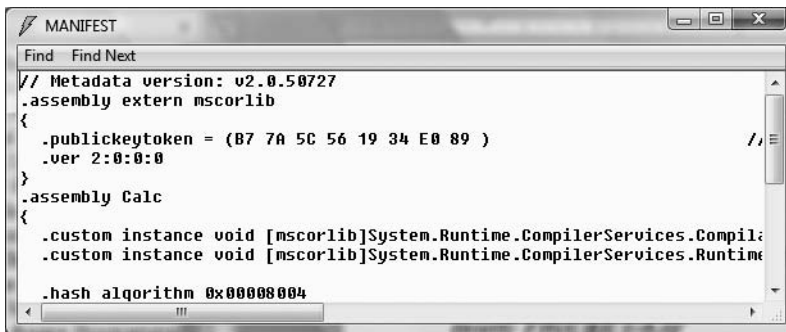 MANIFEST
Find Find Next
// Metadata version: v2.0.50727
.assembly extern mscorlib
{
.publickeytoken = (B7 7A 5C 56 19 34 E0 89 ) //
.ver 2:0:0:0
}
.assembly Calc
{
.custom instance void [mscorlib]System.Runtime.CompilerServices.Compila
.custom instance void [mscorlib]System.Runtime.CompilerServices.Runtime
.hash algorithm 0x00008004